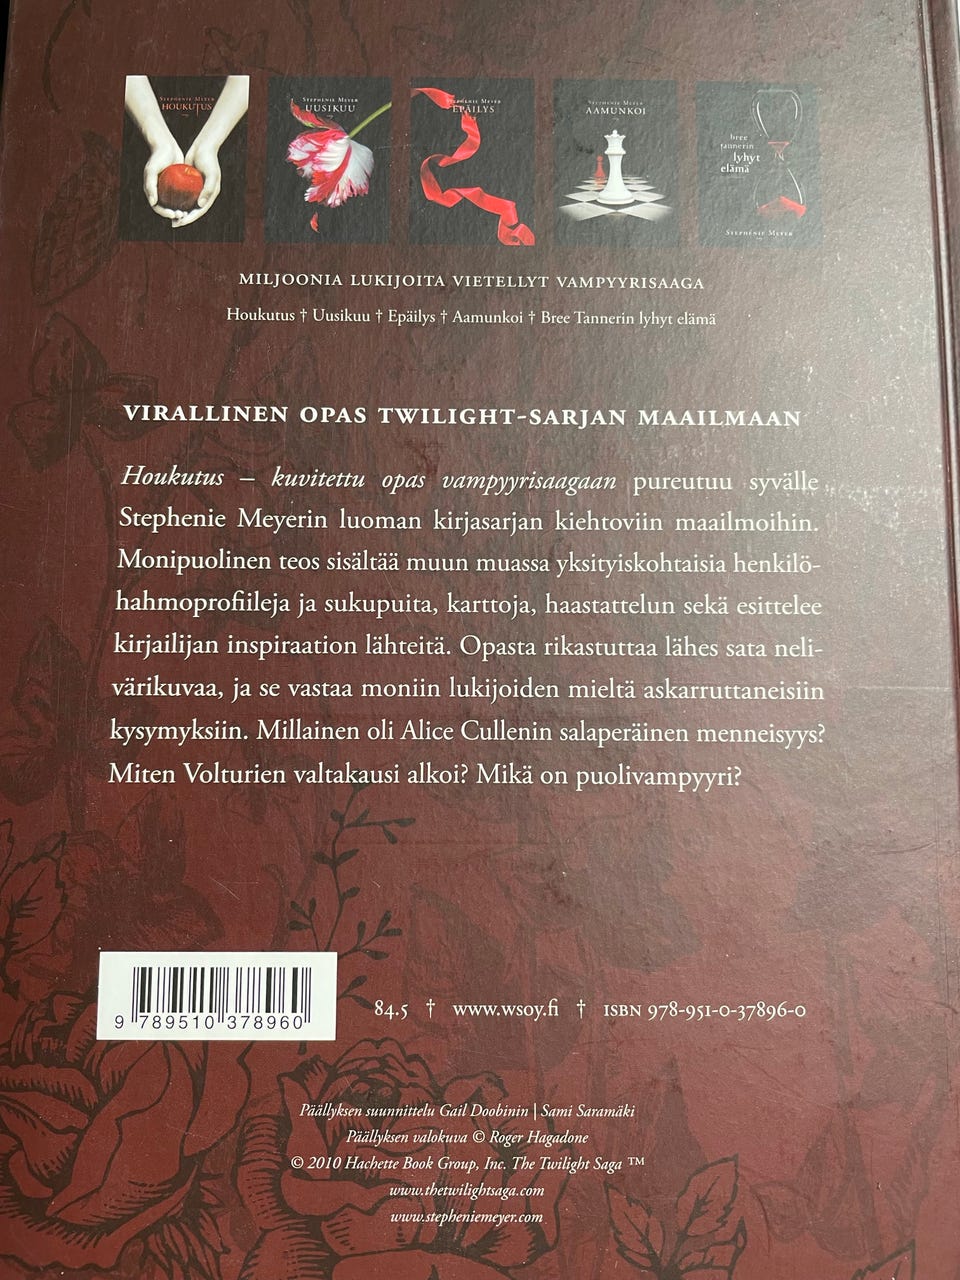 STEPHENIE MEYER
HOUKUTUS
STEPHENIE MEYER
UUSIKUU
STEPHENIE MEYER
EPÄILYS
STEPHENIE MEYER
AAMUNKOI
bree
tannerin
lyhyt
elämä
STEPHENIE MEYER
MILJOONIA LUKIJOITA VIETELLYT VAMPYYRISAAGA
Houkutus † Uusikuu † Epäilys † Aamunkoi † Bree Tannerin lyhyt elämä
VIRALLINEN OPAS TWILIGHT-SARJAN MAAILMAAN
Houkutus – kuvitettu opas vampyyrisaagaan pureutuu syvälle
Stephenie Meyerin luoman kirjasarjan kiehtoviin maailmoihin.
Monipuolinen teos sisältää muun muassa yksityiskohtaisia henkilö-
hahmoprofiileja ja sukupuita, karttoja, haastattelun sekä esittelee
kirjailijan inspiraation lähteitä. Opasta rikastuttaa lähes sata neli-
värikuvaa, ja se vastaa moniin lukijoiden mieltä askarruttaneisiin
kysymyksiin. Millainen oli Alice Cullenin salaperäinen menneisyys?
Miten Volturien valtakausi alkoi? Mikä on puolivampyyri?
9 789510 378960
84.5 † www.wsoy.fi † ISBN 978-951-0-37896-0
Päällyksen suunnittelu Gail Doobinin | Sami Saramäki
Päällyksen valokuva © Roger Hagadone
© 2010 Hachette Book Group, Inc. The Twilight Saga ™
www.thetwilightsaga.com
www.stepheniemeyer.com